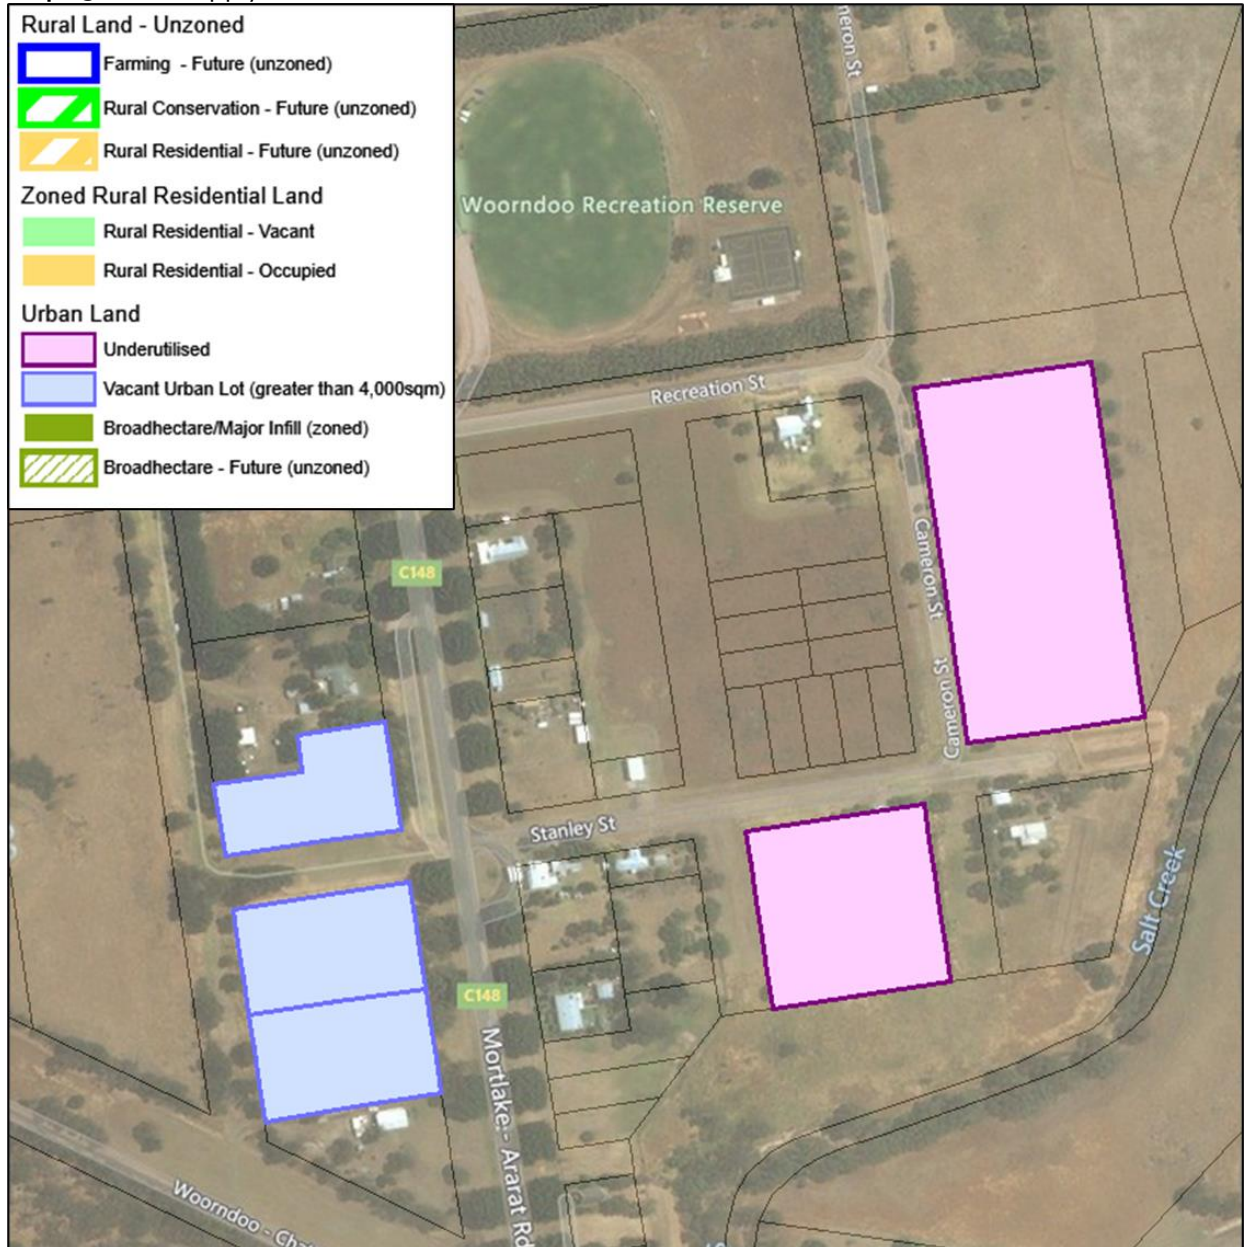 Rural Land - Unzoned
Farming - Future (unzoned)
Rural Conservation - Future (unzoned)
Rural Residential - Future (unzoned)
Zoned Rural Residential Land
Rural Residential - Vacant
Rural Residential - Occupied
Urban Land
Underutilised
Vacant Urban Lot (greater than 4,000sqm)
Broadhectare/Major Infill (zoned)
Broadhectare - Future (unzoned)
Woorndoo Recreation Reserve
Recreation St
Cameron St
Cameron St
C148
Stanley St
Salt Creek
C148
Mortlake - Ararat Rd
Woorndoo -